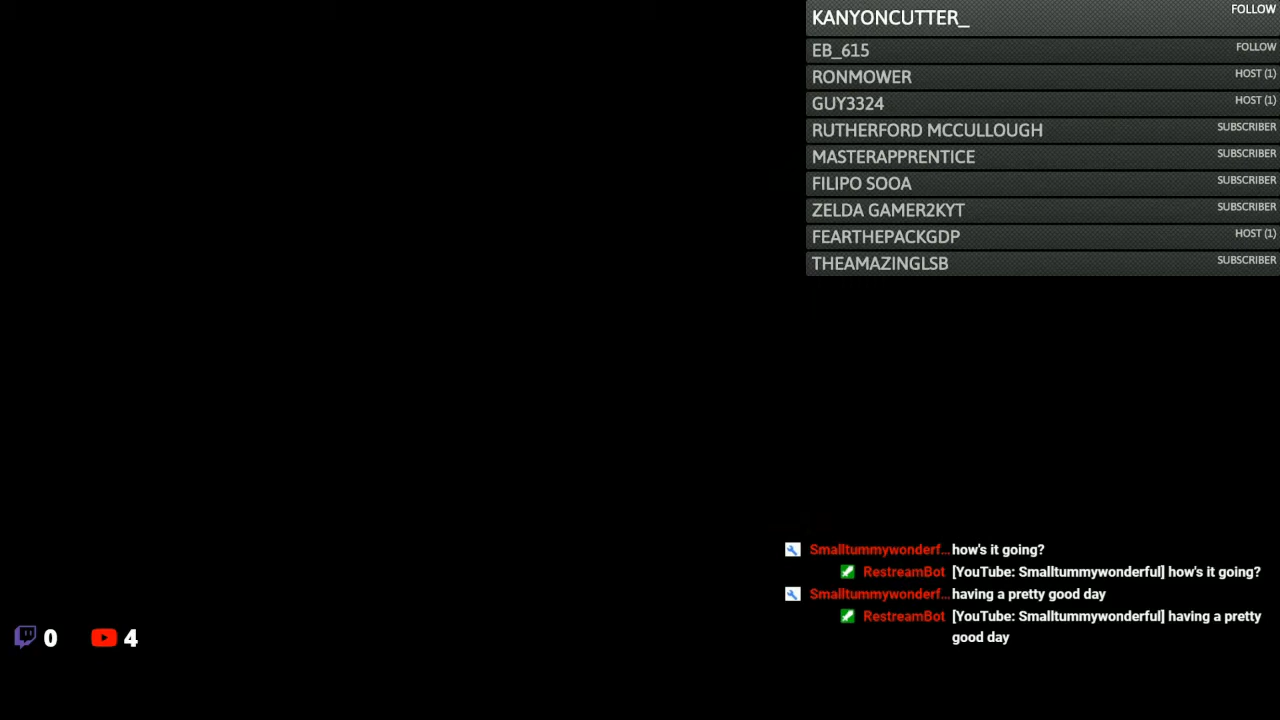 KANYONCUTTER_ FOLLOW
EB_615 FOLLOW
RONMOWER HOST (1)
GUY3324 HOST (1)
RUTHERFORD MCCULLOUGH SUBSCRIBER
MASTERAPPRENTICE SUBSCRIBER
FILIPO SOOA SUBSCRIBER
ZELDA GAMER2KYT SUBSCRIBER
FEARTHEPACKGDP HOST (1)
THEAMAZINGLSB SUBSCRIBER
Smalltummywonderf... how's it going?
RestreamBot [YouTube: Smalltummywonderful] how's it going?
Smalltummywonderf... having a pretty good day
RestreamBot [YouTube: Smalltummywonderful] having a pretty
good day
0 4